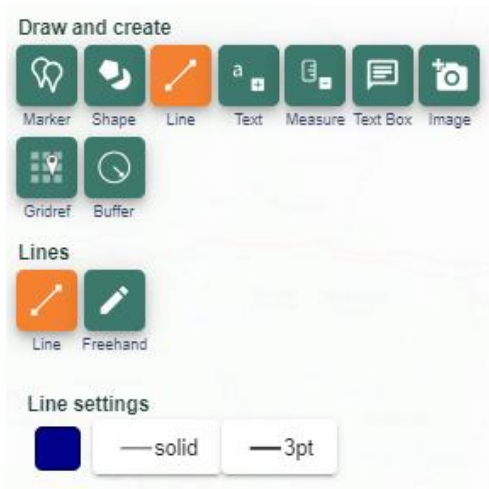 Draw and create
Marker Shape Line Text Measure Text Box Image
Gridref Buffer
Lines
Line Freehand
Line settings
solid 3pt